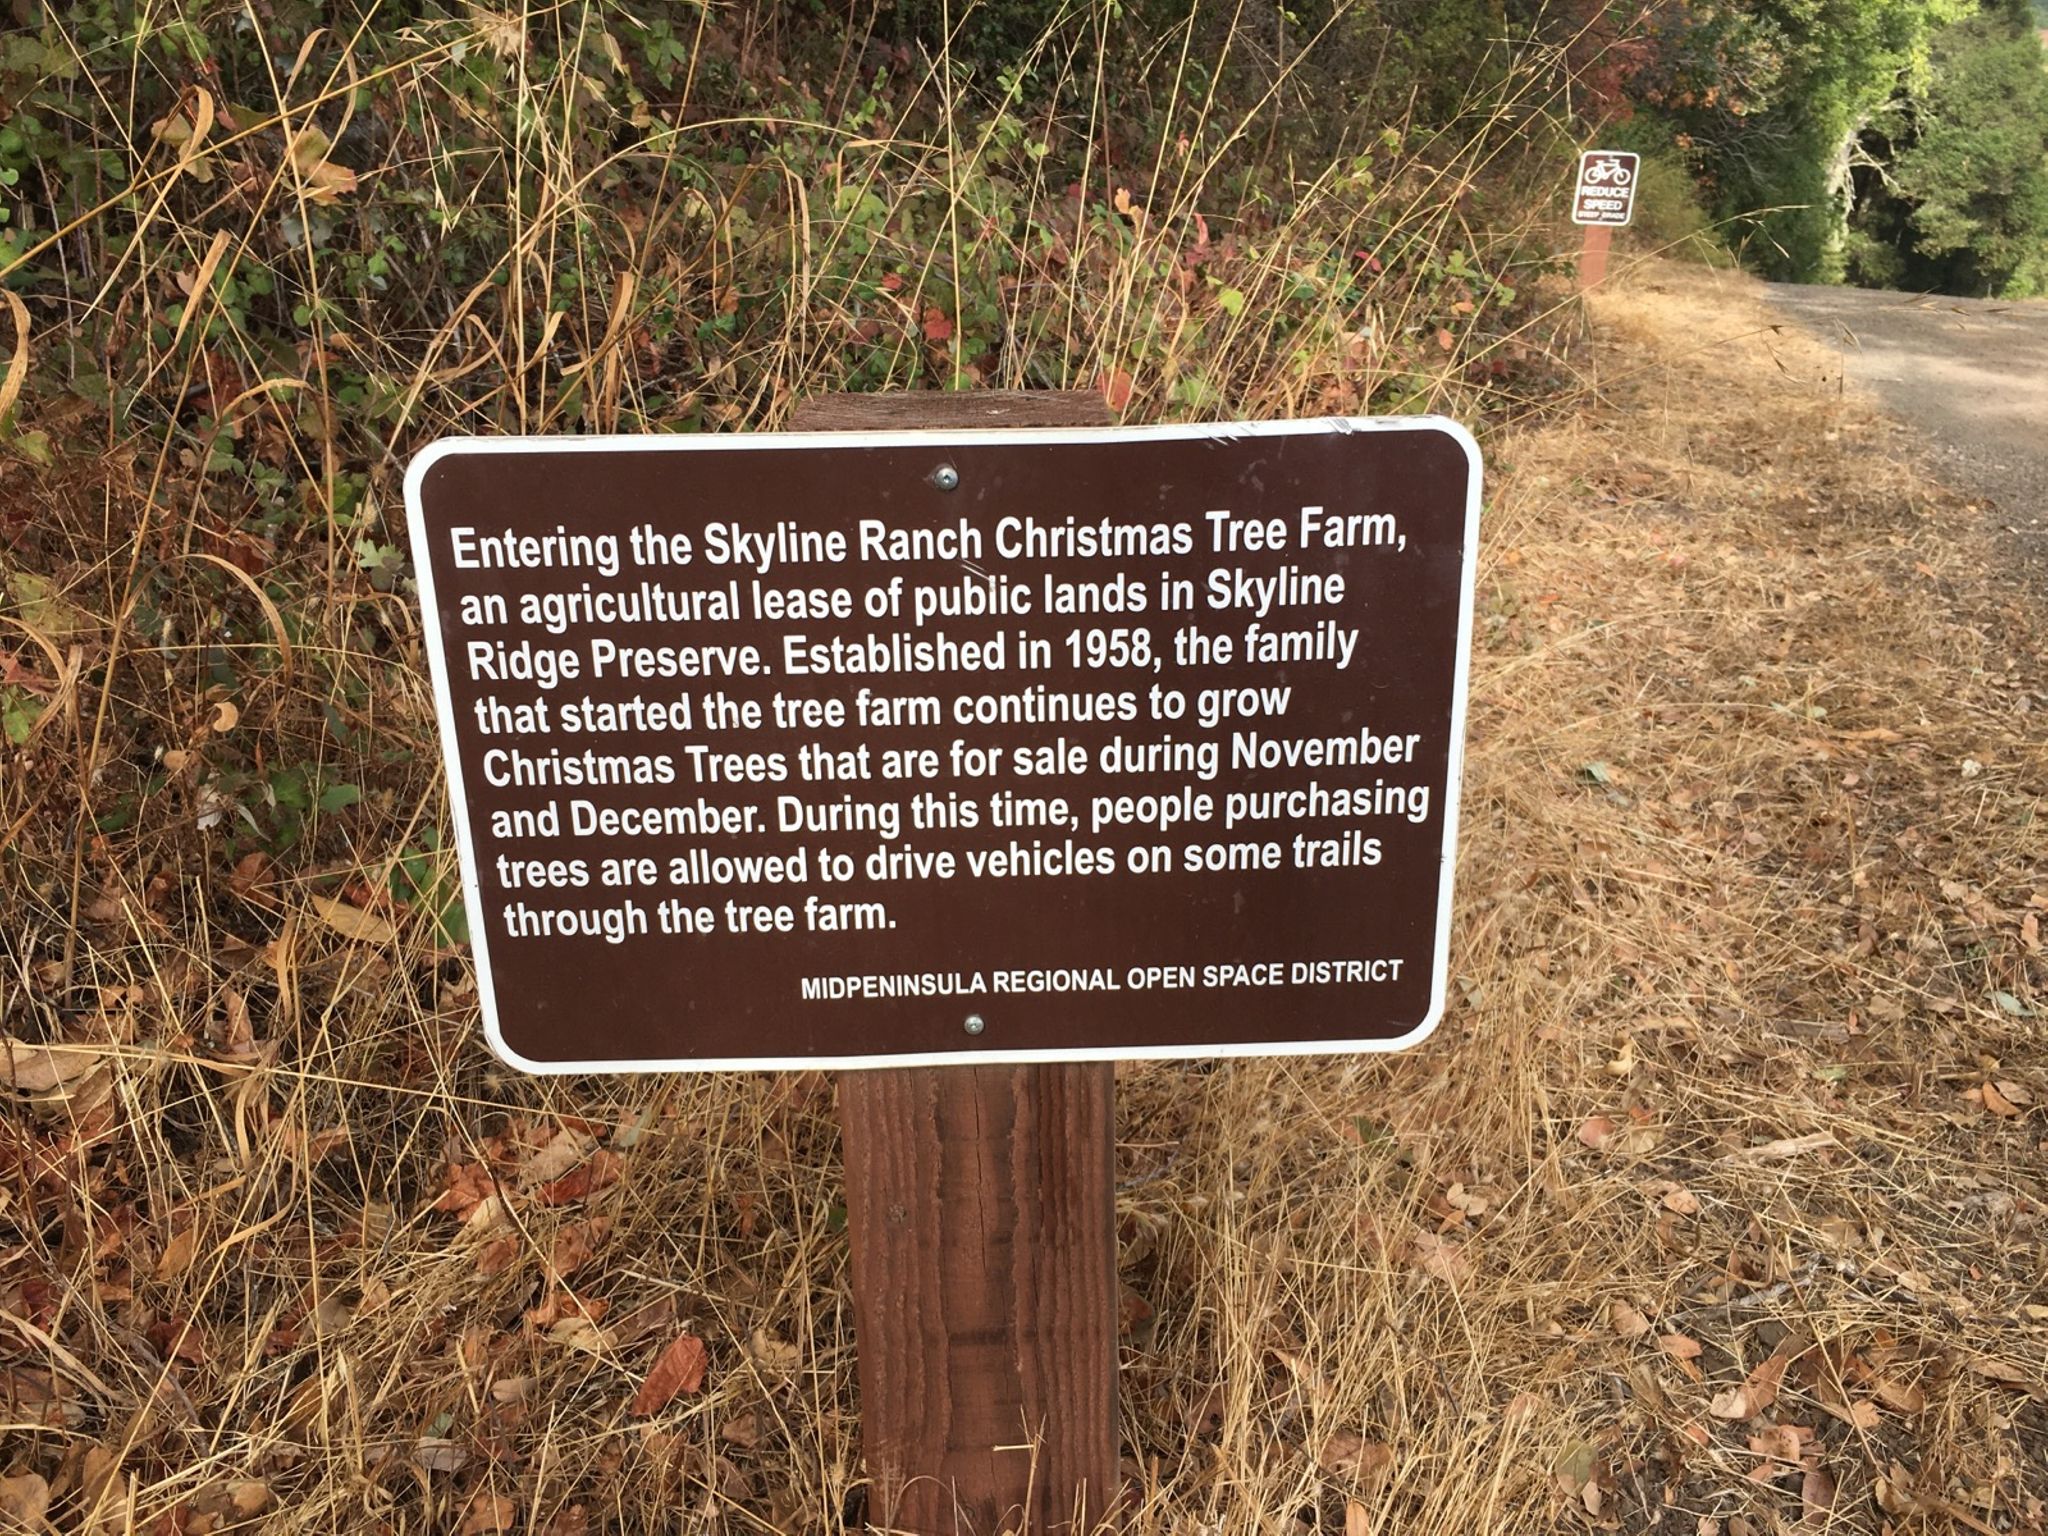 REDUCE
SPEED
STEEP GRADE
Entering the Skyline Ranch Christmas Tree Farm,
an agricultural lease of public lands in Skyline
Ridge Preserve. Established in 1958, the family
that started the tree farm continues to grow
Christmas Trees that are for sale during November
and December. During this time, people purchasing
trees are allowed to drive vehicles on some trails
through the tree farm.
MIDPENINSULA REGIONAL OPEN SPACE DISTRICT